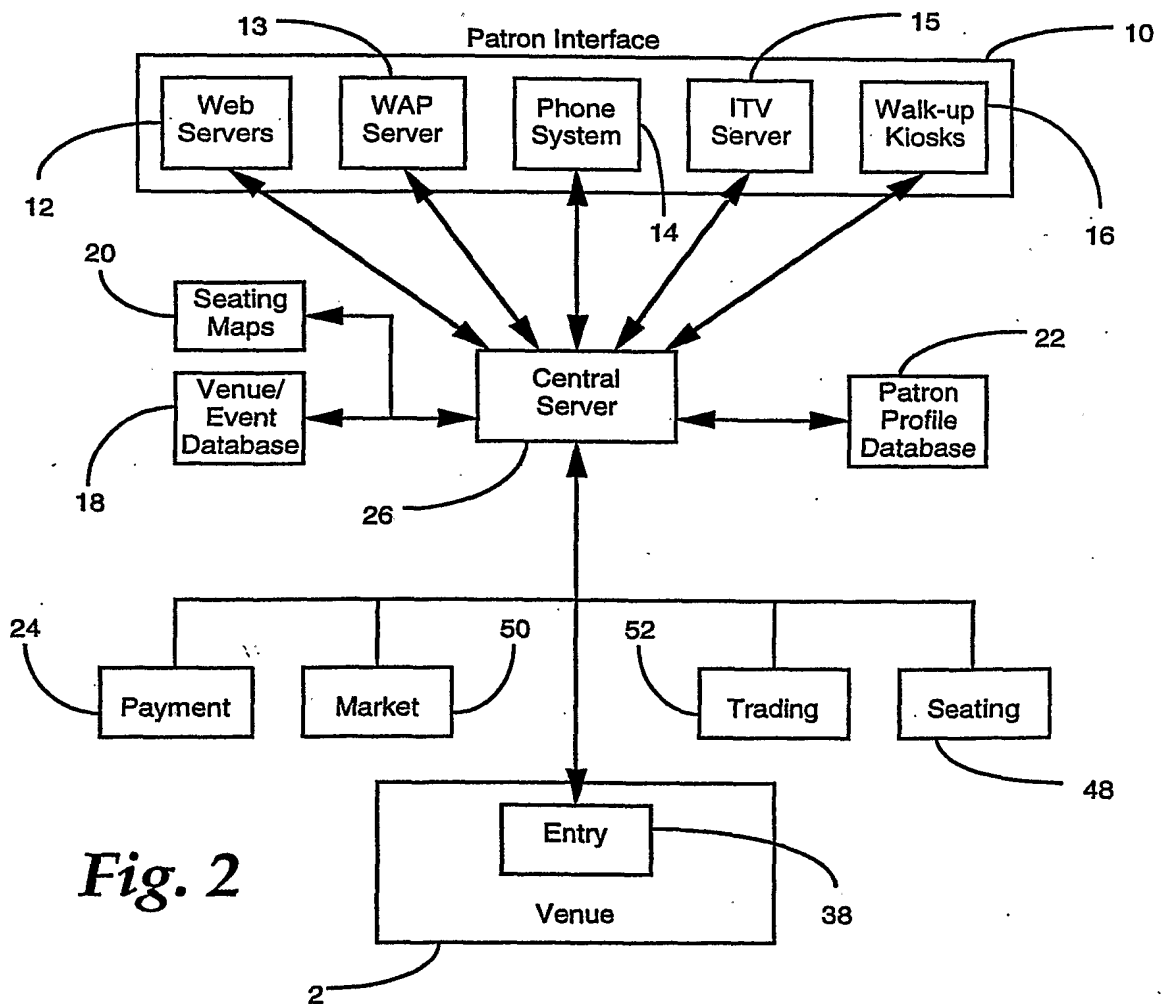 13
15
10
Patron Interface
Web
Servers
WAP
Server
Phone
System
ITV
Server
Walk-up
Kiosks
12
14
16
20
Seating
Maps
22
Central
Server
Venue/
Event
Database
Patron
Profile
Database
18
26
24
50
52
Payment
Market
Trading
Seating
48
Entry
Fig. 2
Venue
38
2